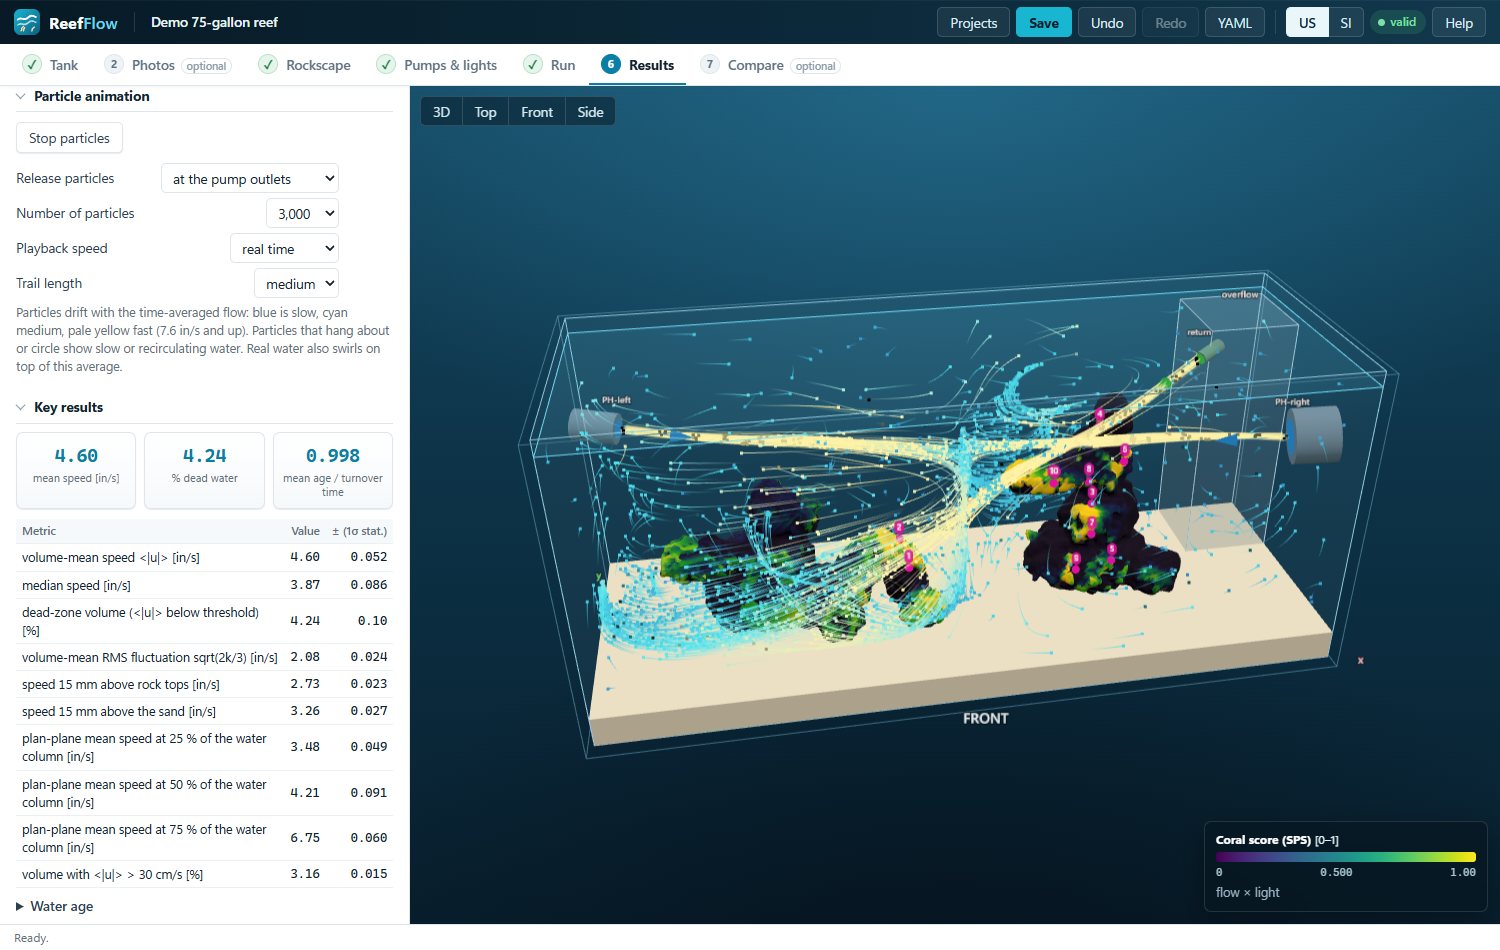 ReefFlow
Demo 75-gallon reef
Projects
Save
Undo
Redo
YAML
US
SI
valid
Help
Tank
2
Photos
optional
Rockscape
Pumps & lights
Run
6
Results
7
Compare
optional
Particle animation
Stop particles
Release particles
at the pump outlets
Number of particles
3,000
Playback speed
real time
Trail length
medium
Particles drift with the time-averaged flow: blue is slow, cyan
medium, pale yellow fast (7.6 in/s and up). Particles that hang about
or circle show slow or recirculating water. Real water also swirls on
top of this average.
Key results
4.60
mean speed [in/s]
4.24
% dead water
0.998
mean age / turnover
time
Metric Value ± (1σ stat.)
volume-mean speed <|u|> [in/s] 4.60 0.052
median speed [in/s] 3.87 0.086
dead-zone volume (<|u|> below threshold)
[%] 4.24 0.10
volume-mean RMS fluctuation sqrt(2k/3) [in/s] 2.08 0.024
speed 15 mm above rock tops [in/s] 2.73 0.023
speed 15 mm above the sand [in/s] 3.26 0.027
plan-plane mean speed at 25 % of the water
column [in/s] 3.48 0.049
plan-plane mean speed at 50 % of the water
column [in/s] 4.21 0.091
plan-plane mean speed at 75 % of the water
column [in/s] 6.75 0.060
volume with <|u|> > 30 cm/s [%] 3.16 0.015
Water age
Ready.
3D
Top
Front
Side
overflow
return
PH-left
PH-right
4
6
10
8
3
7
2
1
5
9
y
x
FRONT
Coral score (SPS) [0–1]
0 0.500 1.00
flow × light